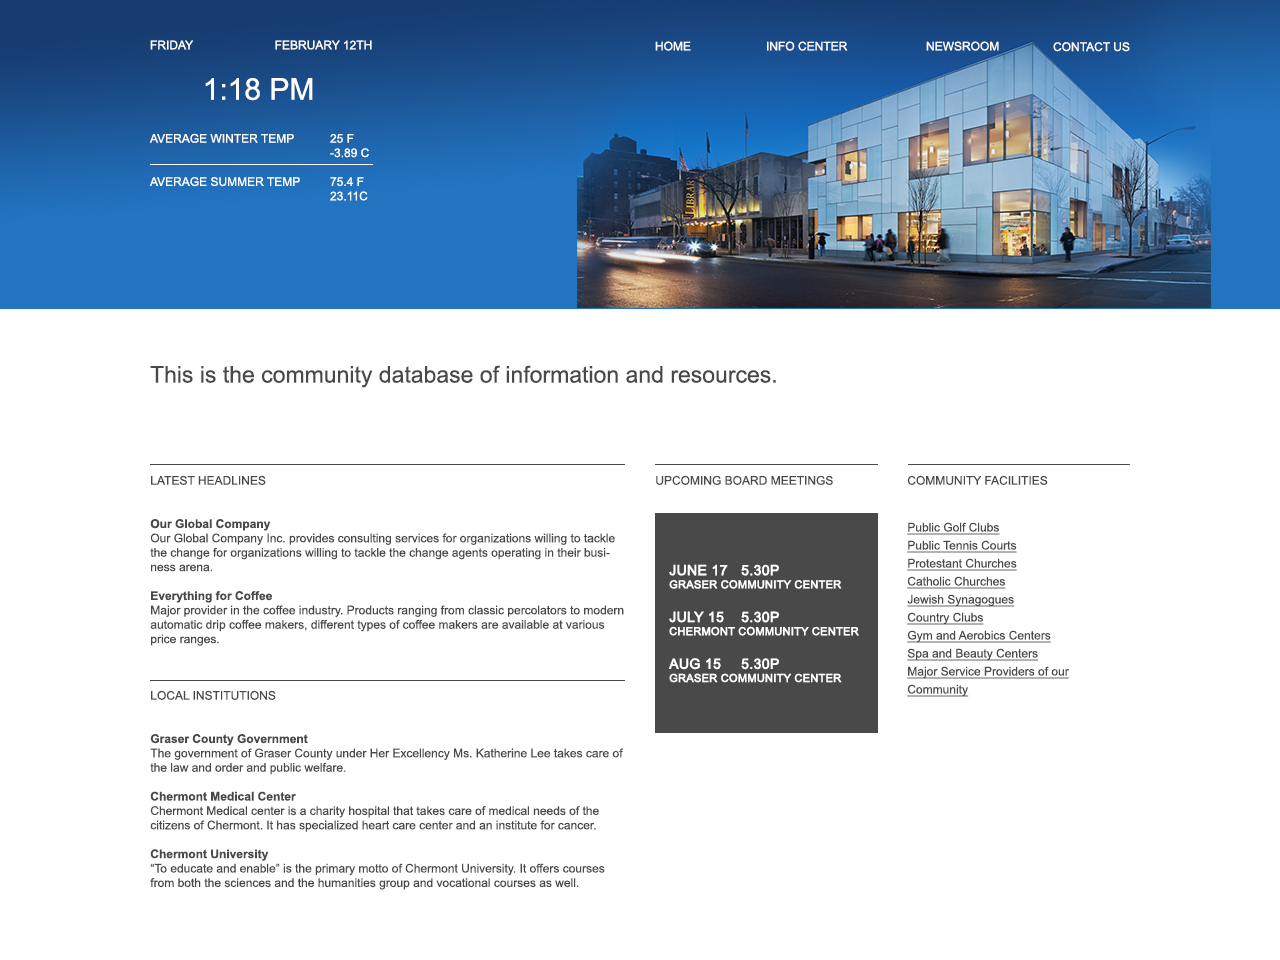 FRIDAY FEBRUARY 12TH
HOME INFO CENTER NEWSROOM CONTACT US
1:18 PM
AVERAGE WINTER TEMP 25 F
-3.89 C
AVERAGE SUMMER TEMP 75.4 F
23.11C
LIBRARY
This is the community database of information and resources.
LATEST HEADLINES
Our Global Company
Our Global Company Inc. provides consulting services for organizations willing to tackle
the change for organizations willing to tackle the change agents operating in their busi-
ness arena.
Everything for Coffee
Major provider in the coffee industry. Products ranging from classic percolators to modern
automatic drip coffee makers, different types of coffee makers are available at various
price ranges.
LOCAL INSTITUTIONS
Graser County Government
The government of Graser County under Her Excellency Ms. Katherine Lee takes care of
the law and order and public welfare.
Chermont Medical Center
Chermont Medical center is a charity hospital that takes care of medical needs of the
citizens of Chermont. It has specialized heart care center and an institute for cancer.
Chermont University
“To educate and enable” is the primary motto of Chermont University. It offers courses
from both the sciences and the humanities group and vocational courses as well.
UPCOMING BOARD MEETINGS
JUNE 17 5.30P
GRASER COMMUNITY CENTER
JULY 15 5.30P
CHERMONT COMMUNITY CENTER
AUG 15 5.30P
GRASER COMMUNITY CENTER
COMMUNITY FACILITIES
Public Golf Clubs
Public Tennis Courts
Protestant Churches
Catholic Churches
Jewish Synagogues
Country Clubs
Gym and Aerobics Centers
Spa and Beauty Centers
Major Service Providers of our
Community